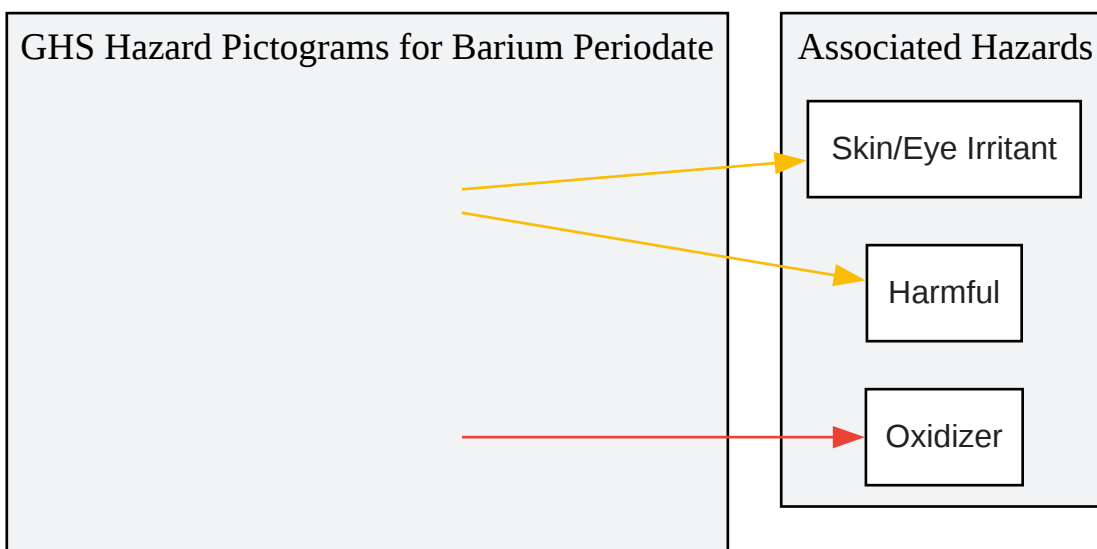 GHS Hazard Pictograms for Barium Periodate
Associated Hazards
Skin/Eye Irritant
Harmful
Oxidizer